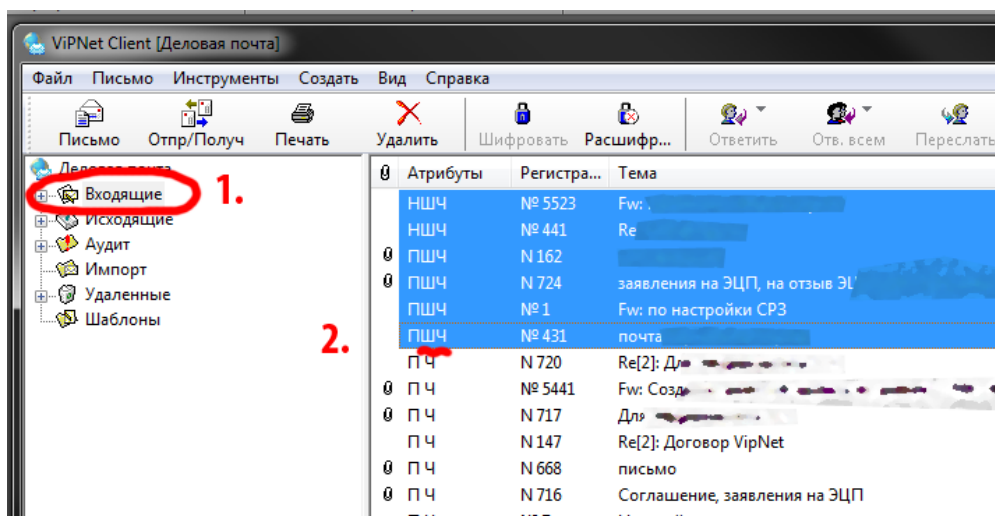 ViPNet Client [Деловая почта]
Файл Письмо Инструменты Создать Вид Справка
Письмо Отпр/Получ Печать Удалить Шифровать Расшифр... Ответить Отв. всем Переслать
Деловая почта
Входящие 1.
Исходящие
Аудит
Импорт
Удаленные
Шаблоны
2.
Атрибуты Регистра... Тема
НШЧ № 5523 Fw:
НШЧ № 441 Re
ПШЧ N 162
ПШЧ N 724 заявления на ЭЦП, на отзыв
ПШЧ № 1 Fw: по настройки СРЗ
ПШЧ № 431 почта
П Ч N 720 Re[2]:
П Ч № 5441 Fw:
П Ч N 717 Для
П Ч N 147 Re[2]: Договор VipNet
П Ч N 668 письмо
П Ч N 716 Соглашение, заявления на ЭЦП